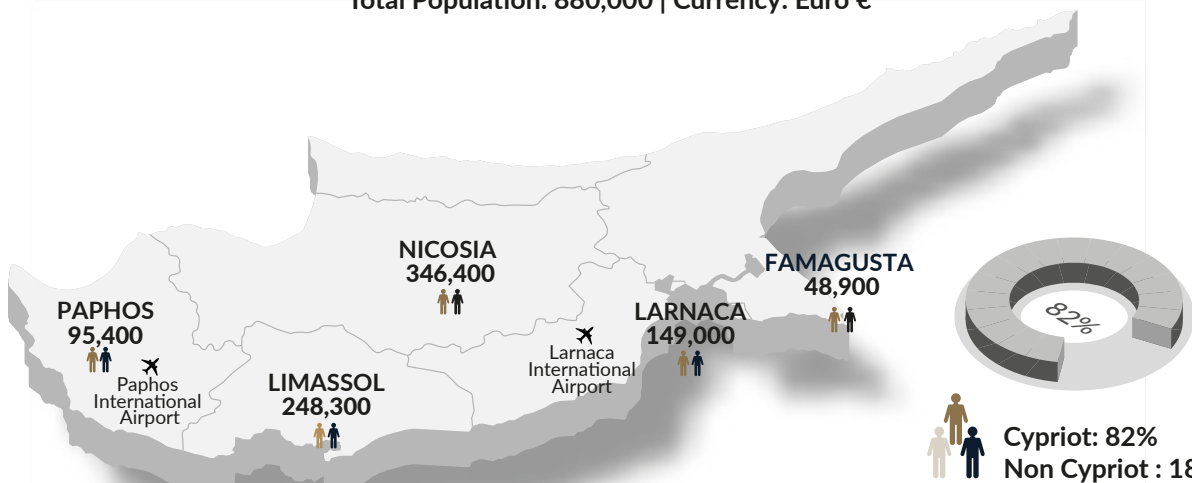 Total Population: 880,000 | Currency: Euro €
NICOSIA
346,400
FAMAGUSTA
48,900
PAPHOS
95,400
LARNACA
149,000
Larnaca
International
Airport
Paphos
International
Airport
LIMASSOL
248,300
82%
Cypriot: 82%
Non Cypriot : 18